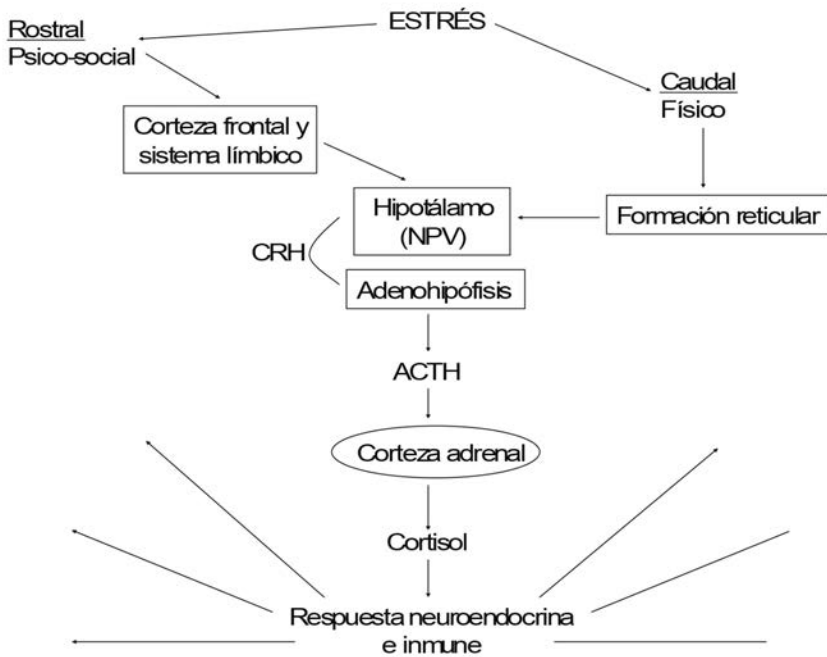 ESTRÉS
Rostral
Psico-social
Caudal
Físico
Corteza frontal y
sistema límbico
Hipotálamo
(NPV)
Formación reticular
CRH
Adenohipófisis
ACTH
Corteza adrenal
Cortisol
Respuesta neuroendocrina
e inmune